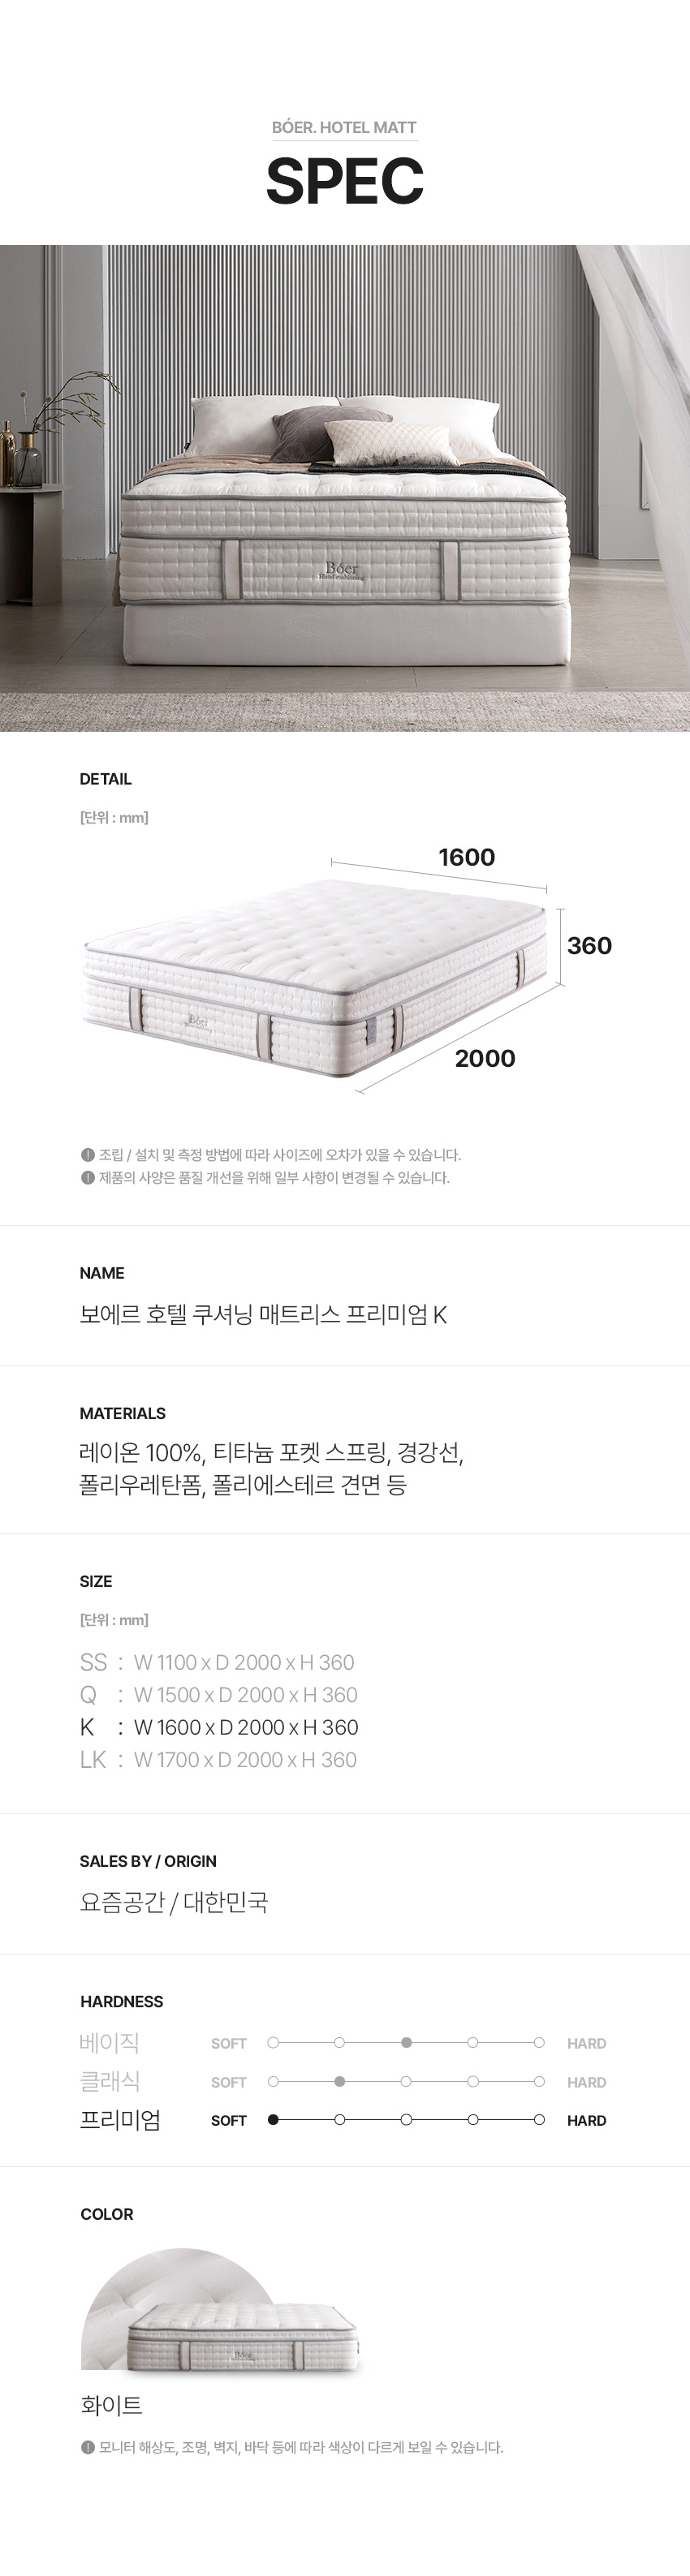 BÓER. HOTEL MATT
SPEC
Bóer
DETAIL
[단위 : mm]
1600
360
Bóer
2000
! 조립 / 설치 및 측정 방법에 따라 사이즈에 오차가 있을 수 있습니다.
! 제품의 사양은 품질 개선을 위해 일부 사항이 변경될 수 있습니다.
NAME
보에르 호텔 쿠셔닝 매트리스 프리미엄 K
MATERIALS
레이온 100%, 티타늄 포켓 스프링, 경강선,
폴리우레탄폼, 폴리에스테르 견면 등
SIZE
[단위 : mm]
SS : W 1100 x D 2000 x H 360
Q : W 1500 x D 2000 x H 360
K : W 1600 x D 2000 x H 360
LK : W 1700 x D 2000 x H 360
SALES BY / ORIGIN
요즘공간 / 대한민국
HARDNESS
베이직 SOFT HARD
클래식 SOFT HARD
프리미엄 SOFT HARD
COLOR
Bóer
화이트
! 모니터 해상도, 조명, 벽지, 바닥 등에 따라 색상이 다르게 보일 수 있습니다.